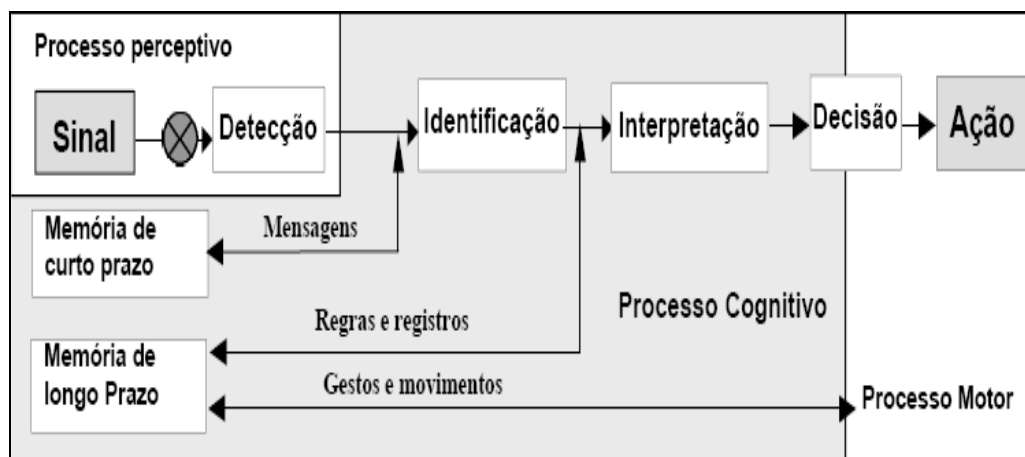 Processo perceptivo
Sinal
Detecção
Identificação
Interpretação
Decisão
Ação
Memória de
curto prazo
Mensagens
Regras e registros
Processo Cognitivo
Memória de
longo Prazo
Gestos e movimentos
Processo Motor